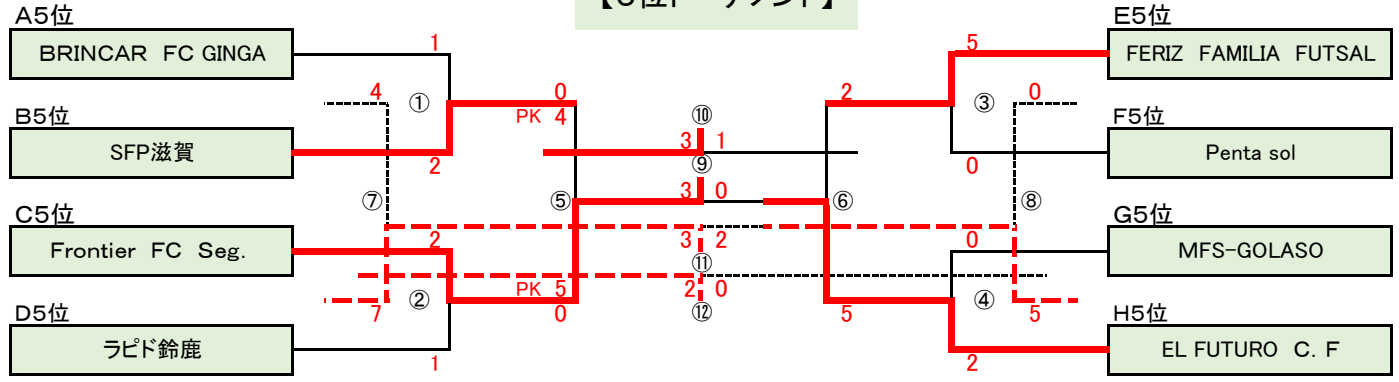 A5位
BRINCAR FC GINGA
B5位
SFP滋賀
C5位
Frontier FC Seg.
D5位
ラピド鈴鹿
E5位
FERIZ FAMILIA FUTSAL
F5位
Penta sol
G5位
MFS-GOLASO
H5位
EL FUTURO C. F
1
4
①
2
0
PK 4
⑦
⑤
2
②
7
1
PK 5
0
⑩
3 1
⑨
3 0
3 2
⑪
2 0
⑫
2
5
③
0
0
⑥
⑧
0
④
5
5
2